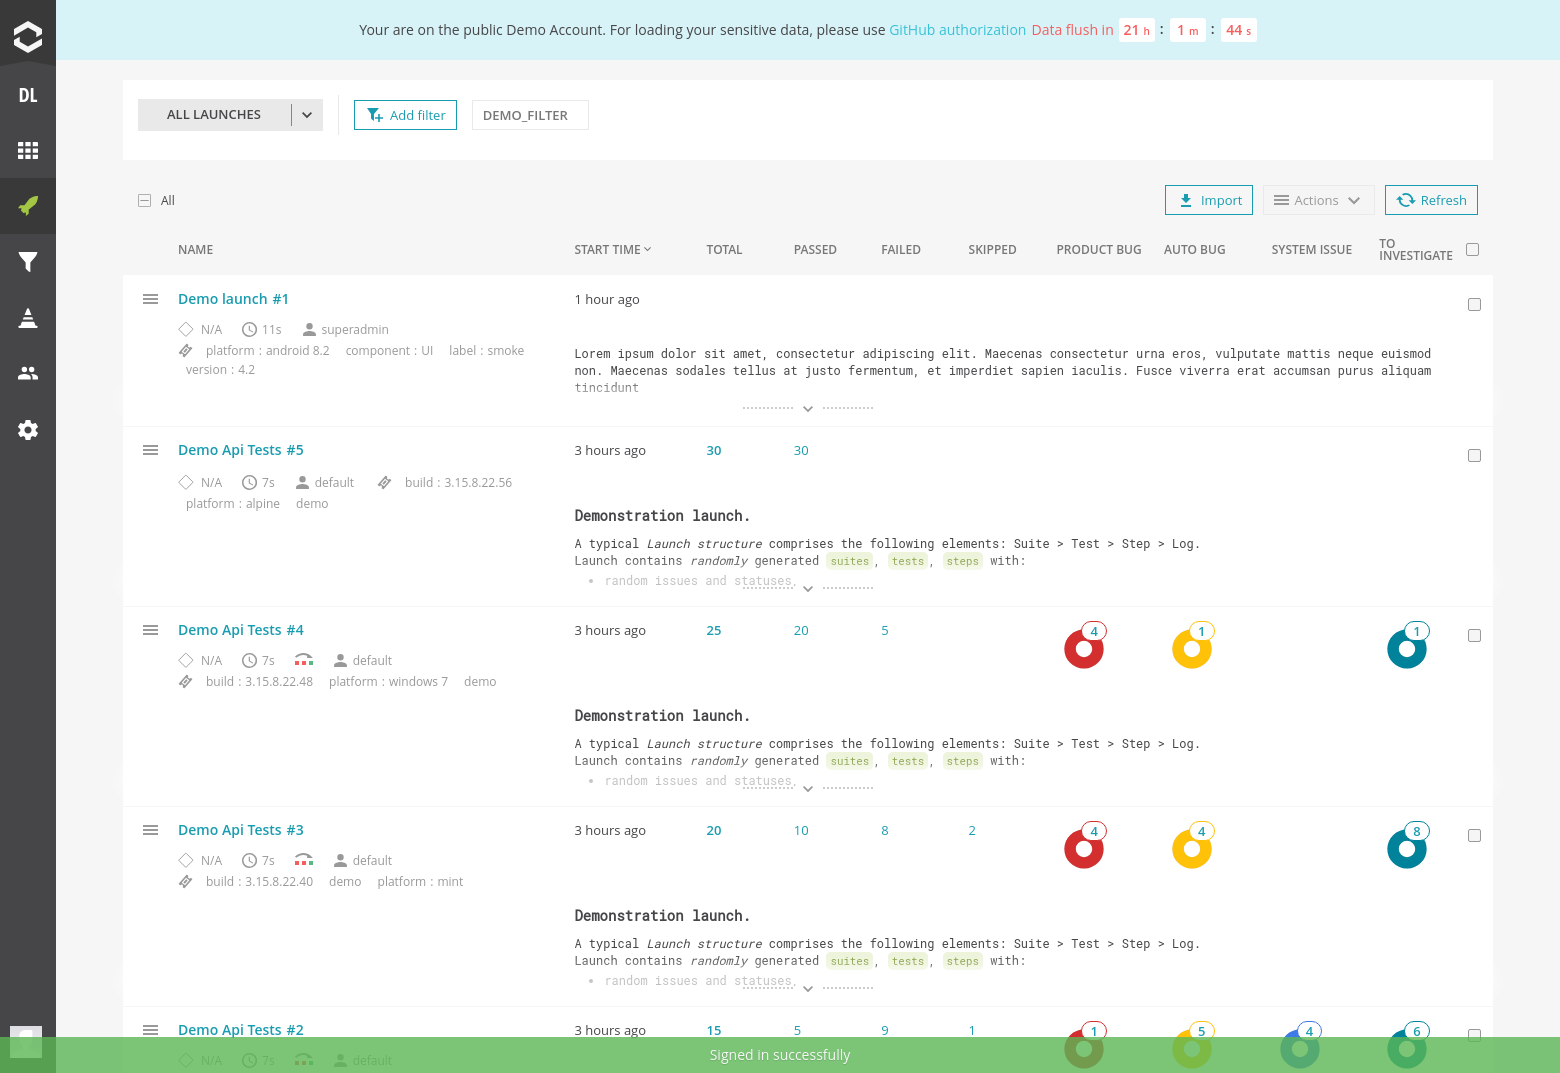 Your are on the public Demo Account. For loading your sensitive data, please use GitHub authorization Data flush in 21 h : 1 m : 44 s
DL
ALL LAUNCHES
Add filter
DEMO_FILTER
All
Import
Actions
Refresh
NAME START TIME TOTAL PASSED FAILED SKIPPED PRODUCT BUG AUTO BUG SYSTEM ISSUE TO INVESTIGATE
Demo launch #1 1 hour ago
N/A 11s superadmin
platform : android 8.2 component : UI label : smoke
version : 4.2
Lorem ipsum dolor sit amet, consectetur adipiscing elit. Maecenas consectetur urna eros, vulputate mattis neque euismod
non. Maecenas sodales tellus at justo fermentum, et imperdiet sapien iaculis. Fusce viverra erat accumsan purus aliquam
tincidunt
Demo Api Tests #5 3 hours ago 30 30
N/A 7s default build : 3.15.8.22.56
platform : alpine demo
Demonstration launch.
A typical Launch structure comprises the following elements: Suite > Test > Step > Log.
Launch contains randomly generated suites, tests, steps with:
• random issues and statuses,
Demo Api Tests #4 3 hours ago 25 20 5 4 1 1
N/A 7s default
build : 3.15.8.22.48 platform : windows 7 demo
Demonstration launch.
A typical Launch structure comprises the following elements: Suite > Test > Step > Log.
Launch contains randomly generated suites, tests, steps with:
• random issues and statuses,
Demo Api Tests #3 3 hours ago 20 10 8 2 4 4 8
N/A 7s default
build : 3.15.8.22.40 demo platform : mint
Demonstration launch.
A typical Launch structure comprises the following elements: Suite > Test > Step > Log.
Launch contains randomly generated suites, tests, steps with:
• random issues and statuses,
Demo Api Tests #2 3 hours ago 15 5 9 1 1 5 4 6
N/A 7s default
Signed in successfully